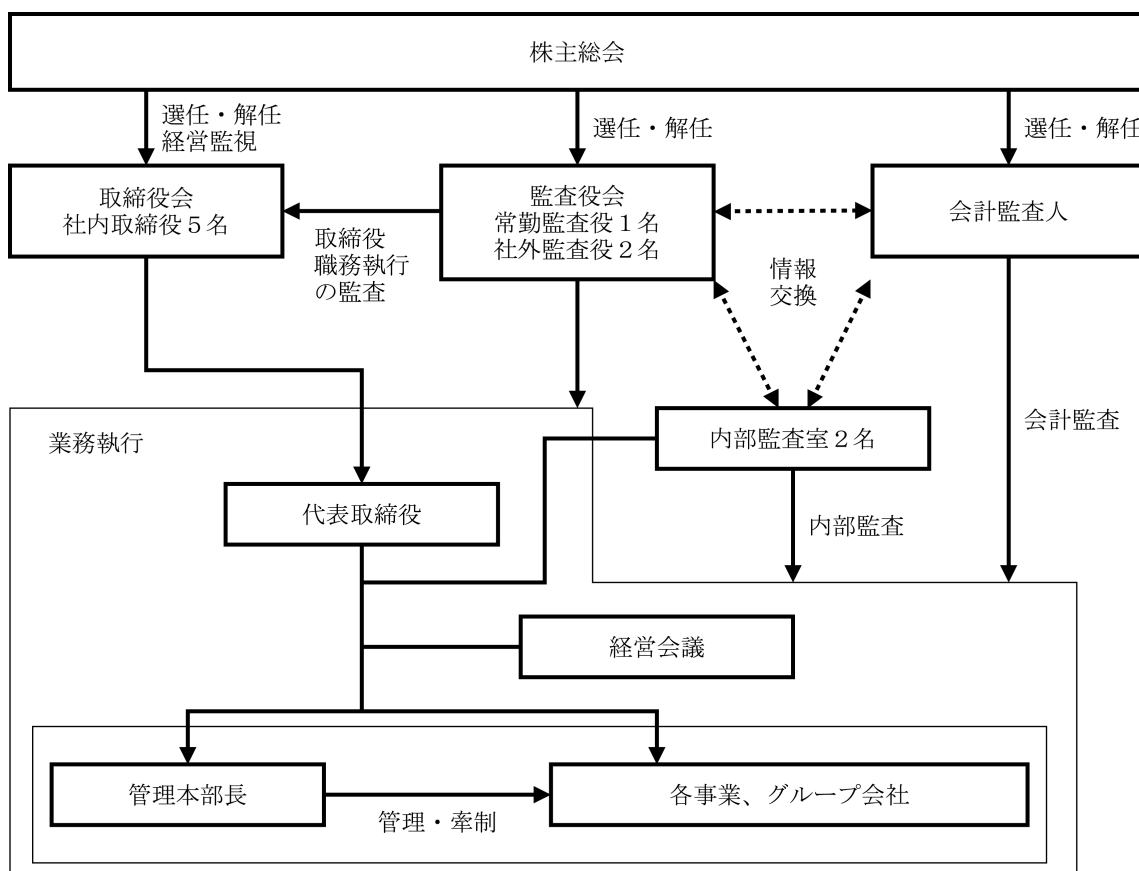 株主総会
選任・解任
経営監視
選任・解任
選任・解任
取締役会
社内取締役５名
監査役会
常勤監査役１名
社外監査役２名
会計監査人
取締役
職務執行
の監査
情報
交換
業務執行
内部監査室２名
会計監査
代表取締役
内部監査
経営会議
管理本部長
各事業、グループ会社
管理・牽制